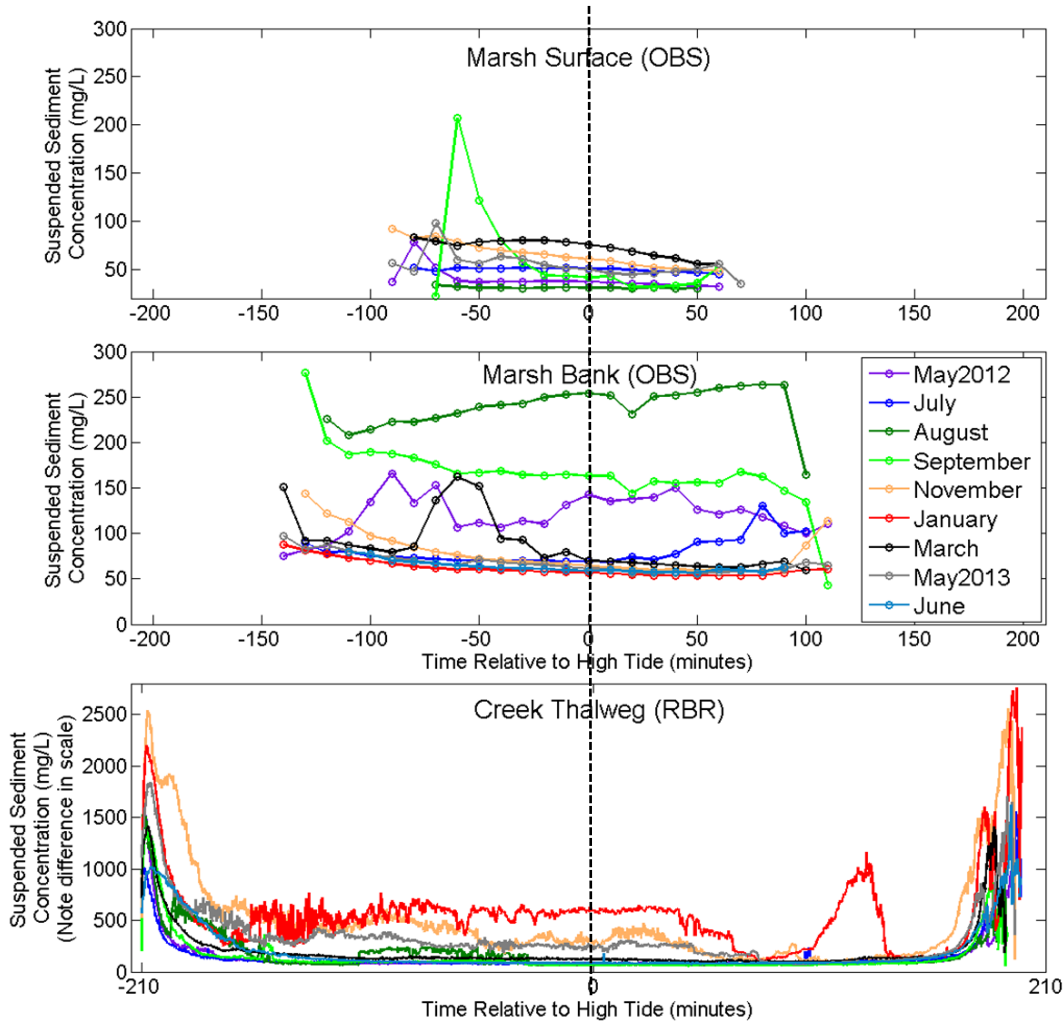 Marsh Surface (OBS)
Suspended Sediment
Concentration (mg/L)
300
250
200
150
100
50
-200 -150 -100 -50 0 50 100 150 200
Marsh Bank (OBS)
Suspended Sediment
Concentration (mg/L)
300
250
200
150
100
50
0
-200 -150 -100 -50 0 50 100 150 200
Time Relative to High Tide (minutes)
May2012
July
August
September
November
January
March
May2013
June
Creek Thalweg (RBR)
Suspended Sediment
Concentration (mg/L)
(Note difference in scale)
2500
2000
1500
1000
500
0
-210 0 210
Time Relative to High Tide (minutes)